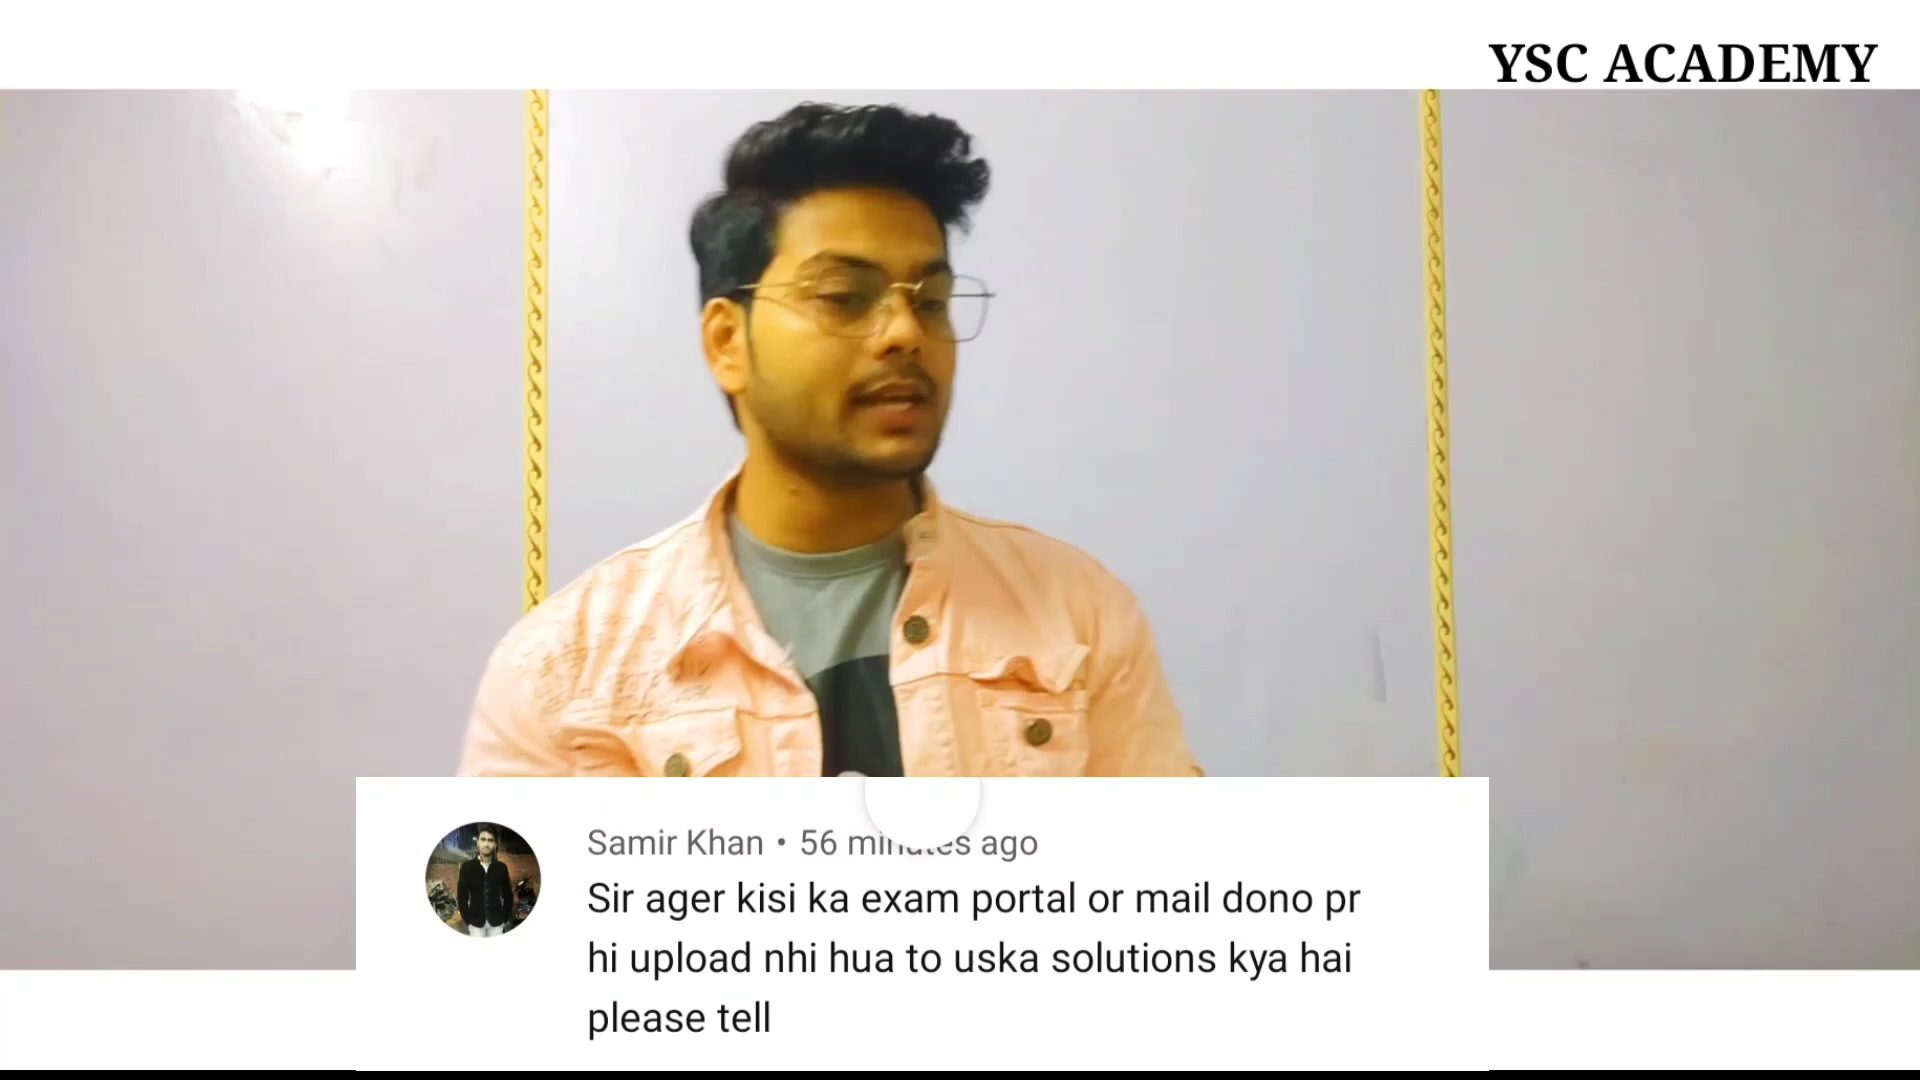 YSC ACADEMY
Samir Khan • 56 minutes ago
Sir ager kisi ka exam portal or mail dono pr
hi upload nhi hua to uska solutions kya hai
please tell